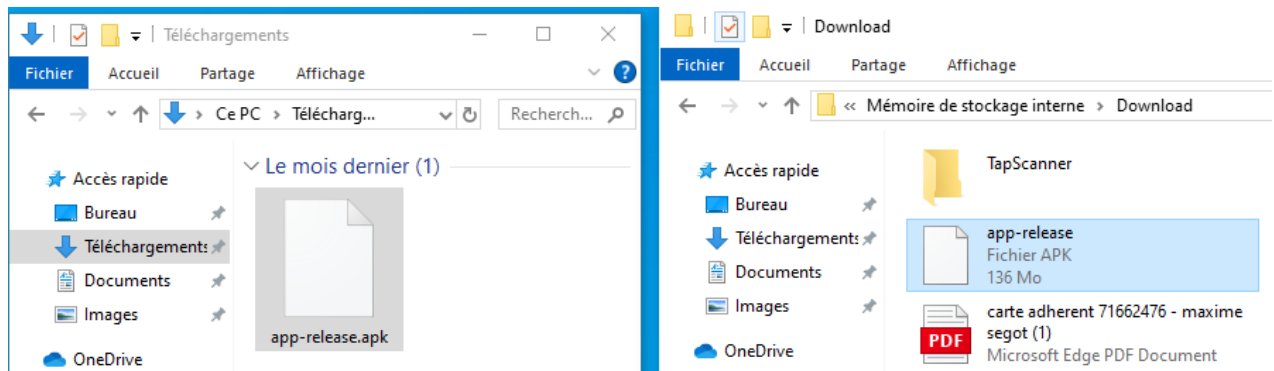 Téléchargements
Fichier Accueil Partage Affichage
Ce PC Télécharg... Recherch...
Accès rapide
Bureau
Téléchargements
Documents
Images
OneDrive
Le mois dernier (1)
app-release.apk
Download
Fichier Accueil Partage Affichage
« Mémoire de stockage interne Download
Accès rapide
Bureau
Téléchargements
Documents
Images
OneDrive
TapScanner
app-release
Fichier APK
136 Mo
PDF
carte adherent 71662476 - maxime
segot (1)
Microsoft Edge PDF Document